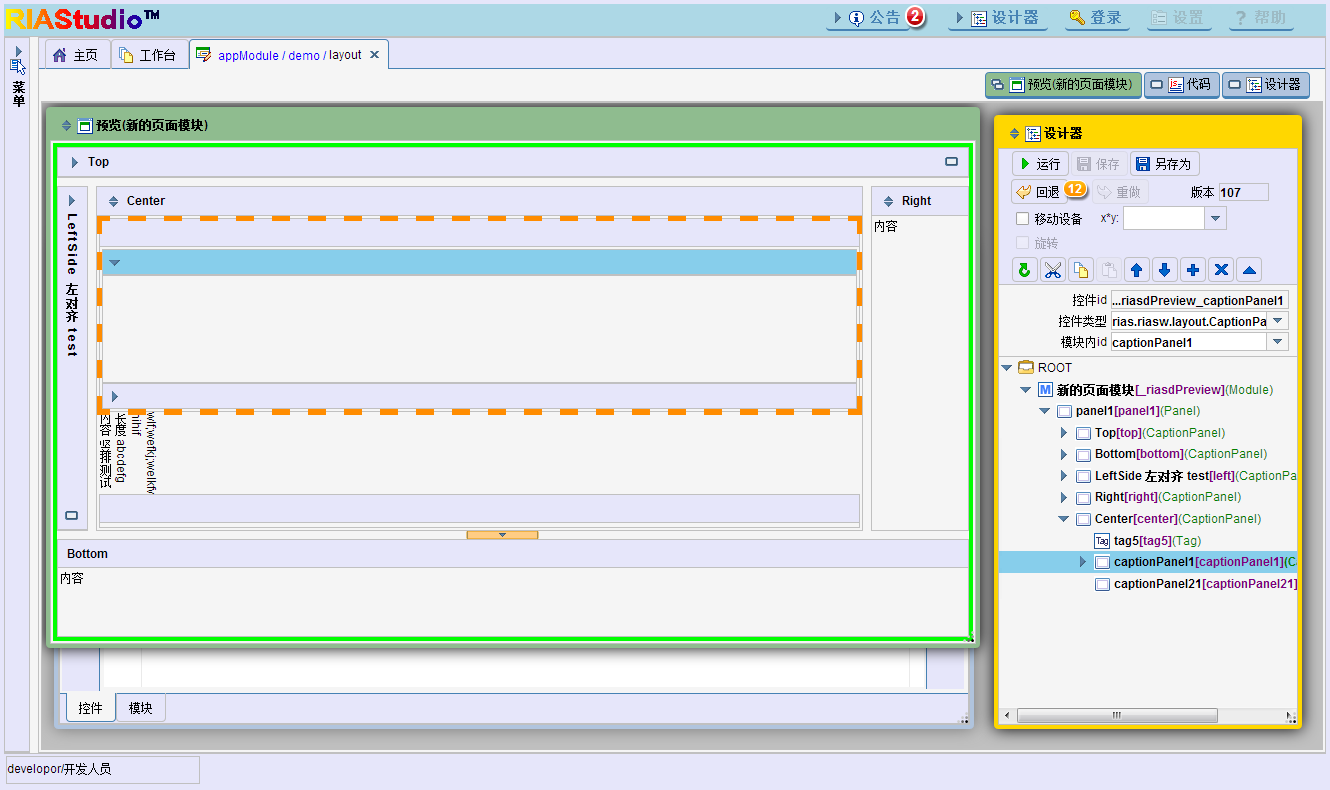 RIAStudio™
公告 2
设计器
登录
设置
? 帮助
菜单
主页
工作台
appModule / demo / layout
预览(新的页面模块)
代码
设计器
预览(新的页面模块)
Top
LeftSide 左对齐 test
Center
Right
内容
内容 竖排测试
长度 abcdefg
hihif
wlf;wefkj;welkfv
Bottom
内容
控件
模块
设计器
运行
保存
另存为
回退 12
重做
版本 107
移动设备
x*y:
旋转
控件id ...riasdPreview_captionPanel1
控件类型 rias.riasw.layout.CaptionPa
模块内id captionPanel1
ROOT
M 新的页面模块[_riasdPreview](Module)
panel1[panel1](Panel)
Top[top](CaptionPanel)
Bottom[bottom](CaptionPanel)
LeftSide 左对齐 test[left](CaptionPa
Right[right](CaptionPanel)
Center[center](CaptionPanel)
Tag tag5[tag5](Tag)
captionPanel1[captionPanel1](Ca
captionPanel21[captionPanel21]
developor/开发人员